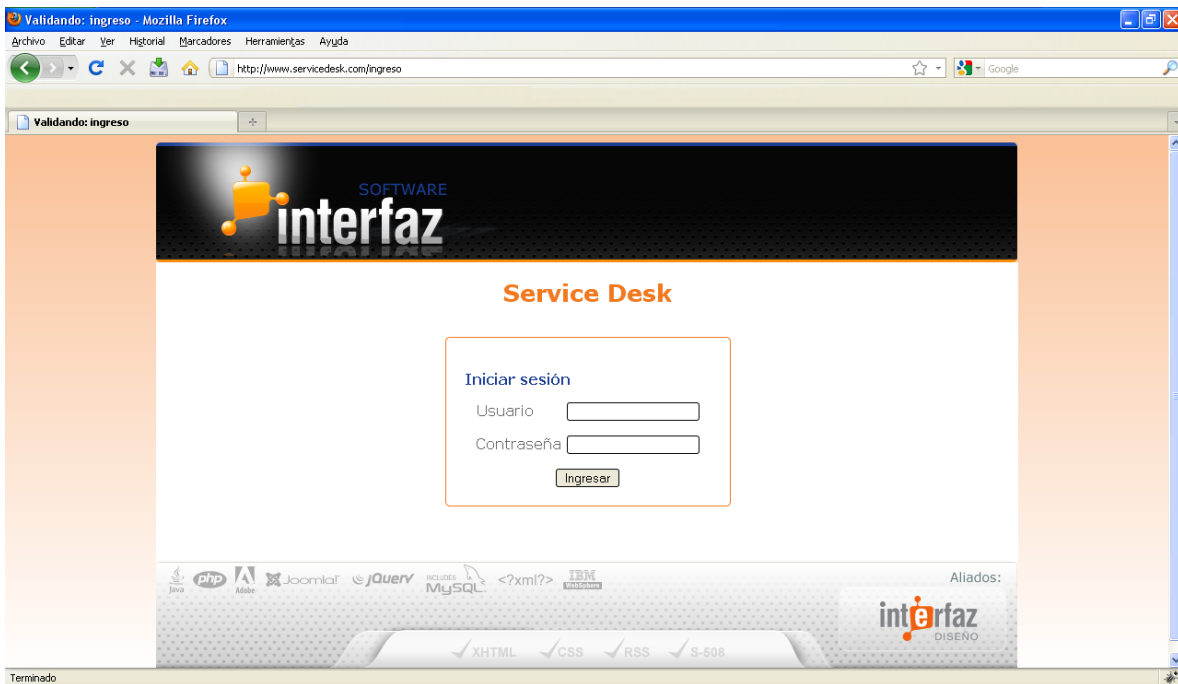 Validando: ingreso - Mozilla Firefox
Archivo Editar Ver Historial Marcadores Herramientas Ayuda
http://www.servicedesk.com/ingreso
Google
Validando: ingreso
SOFTWARE
interfaz
Service Desk
Iniciar sesión
Usuario
Contraseña
Ingresar
Java php Adobe Joomla! jQuery INCLUDES MySQL <?xml?> IBM WebSphere
Aliados:
interfaz
DISEÑO
XHTML CSS RSS S-508
Terminado